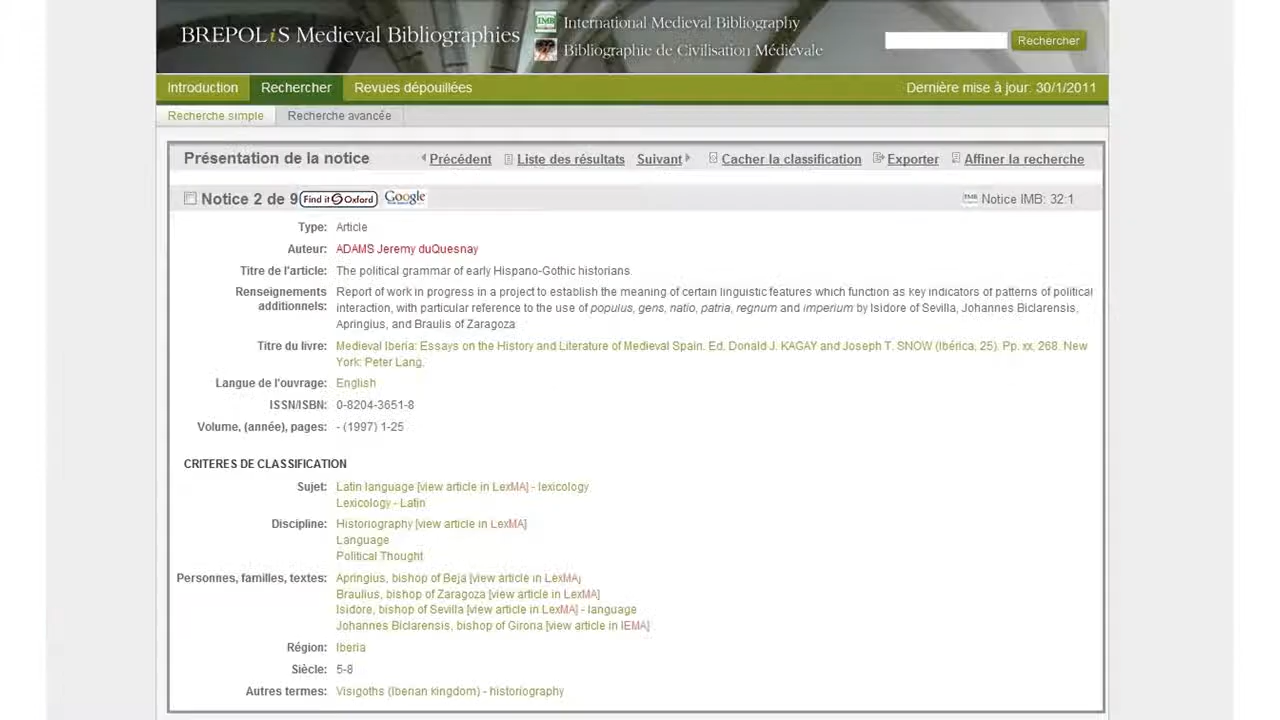 BREPOLiS Medieval Bibliographies
IMB International Medieval Bibliography
Bibliographie de Civilisation Médiévale
Rechercher
Introduction Rechercher Revues dépouillées Dernière mise à jour: 30/1/2011
Recherche simple Recherche avancée
Présentation de la notice Précédent Liste des résultats Suivant Cacher la classification Exporter Affiner la recherche
Notice 2 de 9 Find it @ Oxford Google IMB Notice IMB: 32:1
Type: Article
Auteur: ADAMS Jeremy duQuesnay
Titre de l'article: The political grammar of early Hispano-Gothic historians.
Renseignements additionnels: Report of work in progress in a project to establish the meaning of certain linguistic features which function as key indicators of patterns of political
interaction, with particular reference to the use of populus, gens, natio, patria, regnum and imperium by Isidore of Sevilla, Johannes Biclarensis,
Apringius, and Braulis of Zaragoza
Titre du livre: Medieval Iberia: Essays on the History and Literature of Medieval Spain. Ed. Donald J. KAGAY and Joseph T. SNOW (Ibérica, 25). Pp. xx, 268. New
York: Peter Lang.
Langue de l'ouvrage: English
ISSN/ISBN: 0-8204-3651-8
Volume, (année), pages: - (1997) 1-25
CRITERES DE CLASSIFICATION
Sujet: Latin language [view article in LexMA] - lexicology
Lexicology - Latin
Discipline: Historiography [view article in LexMA]
Language
Political Thought
Personnes, familles, textes: Apringius, bishop of Beja [view article in LexMA]
Braulius, bishop of Zaragoza [view article in LexMA]
Isidore, bishop of Sevilla [view article in LexMA] - language
Johannes Biclarensis, bishop of Girona [view article in IEMA]
Région: Iberia
Siècle: 5-8
Autres termes: Visigoths (Iberian kingdom) - historiography